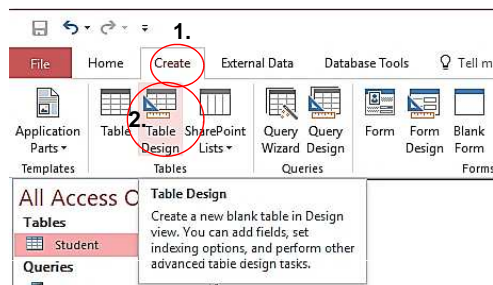 1.
File Home Create External Data Database Tools Tell m
2.
Application Parts ▾ Table Table Design SharePoint Lists ▾ Query Wizard Query Design Form Form Design Blank Form
Templates Tables Queries Forms
All Access O
Tables
Student
Queries
Table Design
Create a new blank table in Design
view. You can add fields, set
indexing options, and perform other
advanced table design tasks.